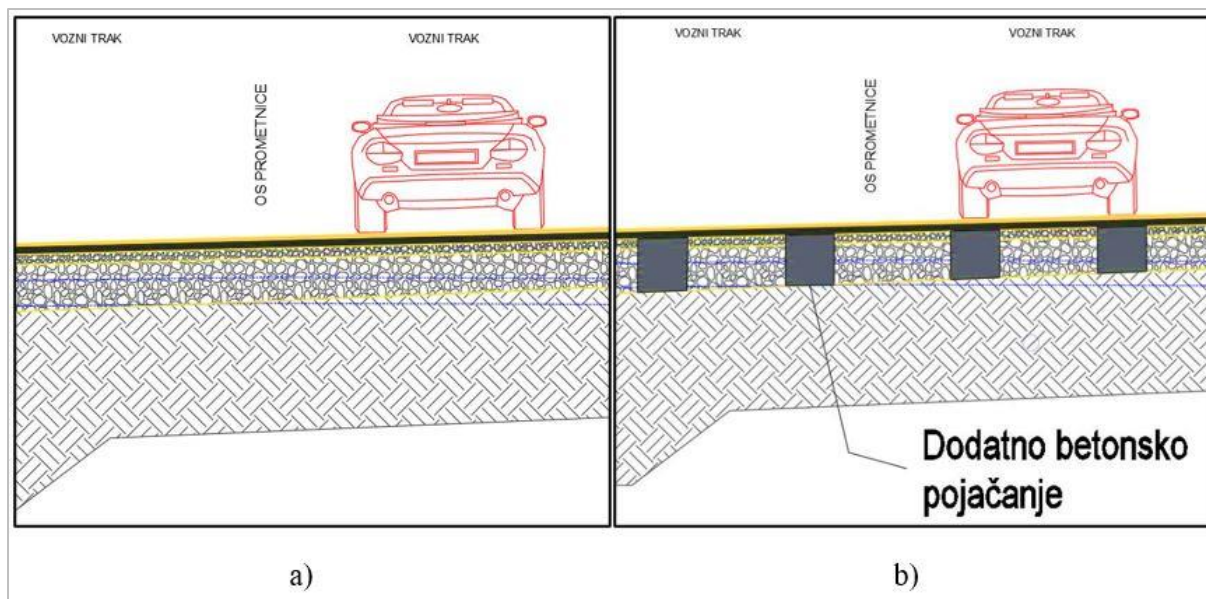 VOZNI TRAK
VOZNI TRAK
OS PROMETNICE
VOZNI TRAK
VOZNI TRAK
OS PROMETNICE
Dodatno betonsko
pojačanje
a)
b)